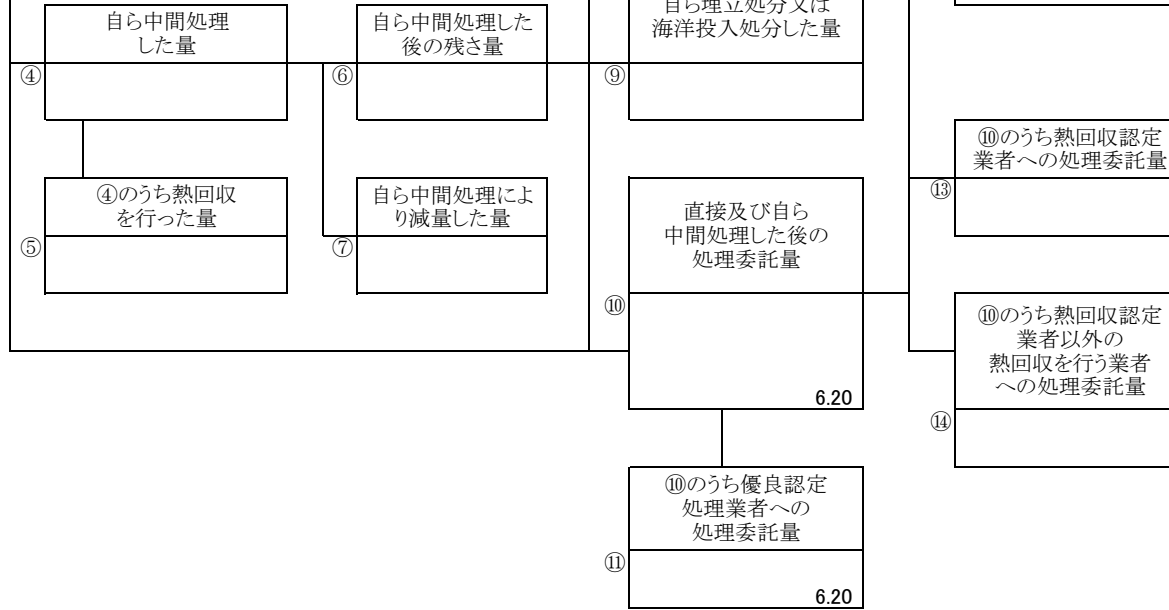 自ら中間処理
した量
④
自ら中間処理した
後の残さ量
⑥
自ら埋立処分又は
海洋投入処分した量
⑨
④のうち熱回収
を行った量
⑤
自ら中間処理によ
り減量した量
⑦
直接及び自ら
中間処理した後の
処理委託量
⑩
6.20
⑩のうち熱回収認定
業者への処理委託量
⑬
⑩のうち熱回収認定
業者以外の
熱回収を行う業者
への処理委託量
⑭
⑩のうち優良認定
処理業者への
処理委託量
⑪
6.20